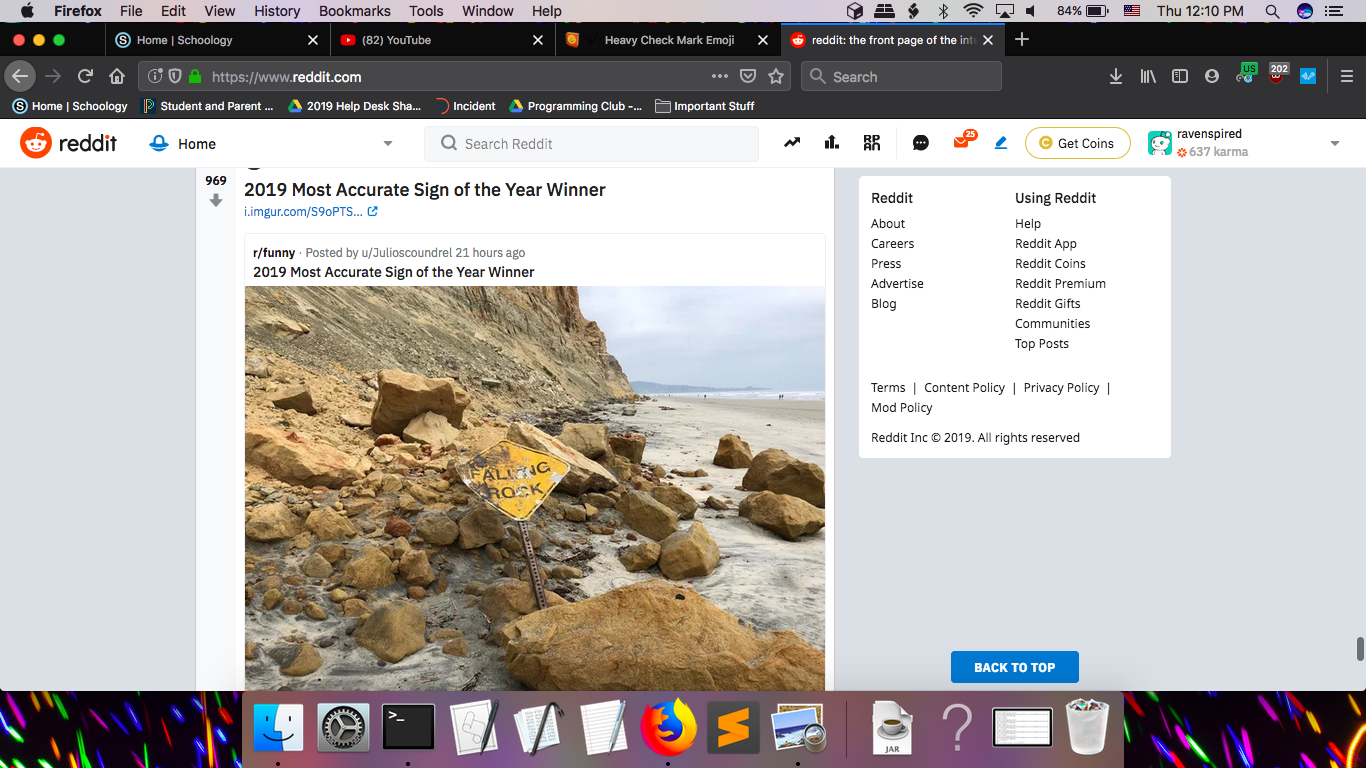 Firefox File Edit View History Bookmarks Tools Window Help 84% Thu 12:10 PM
Home | Schoology (82) YouTube Heavy Check Mark Emoji reddit: the front page of the inte
https://www.reddit.com Search US 202
Home | Schoology Student and Parent ... 2019 Help Desk Sha... Incident Programming Club -... Important Stuff
reddit Home Search Reddit 25 Get Coins ravenspired
637 karma
969
2019 Most Accurate Sign of the Year Winner
i.imgur.com/S9oPTS...
r/funny · Posted by u/Julioscoundrel 21 hours ago
2019 Most Accurate Sign of the Year Winner
FALLING
ROCK
Reddit
About
Careers
Press
Advertise
Blog
Using Reddit
Help
Reddit App
Reddit Coins
Reddit Premium
Reddit Gifts
Communities
Top Posts
Terms | Content Policy | Privacy Policy |
Mod Policy
Reddit Inc © 2019. All rights reserved
BACK TO TOP
>_
JAR